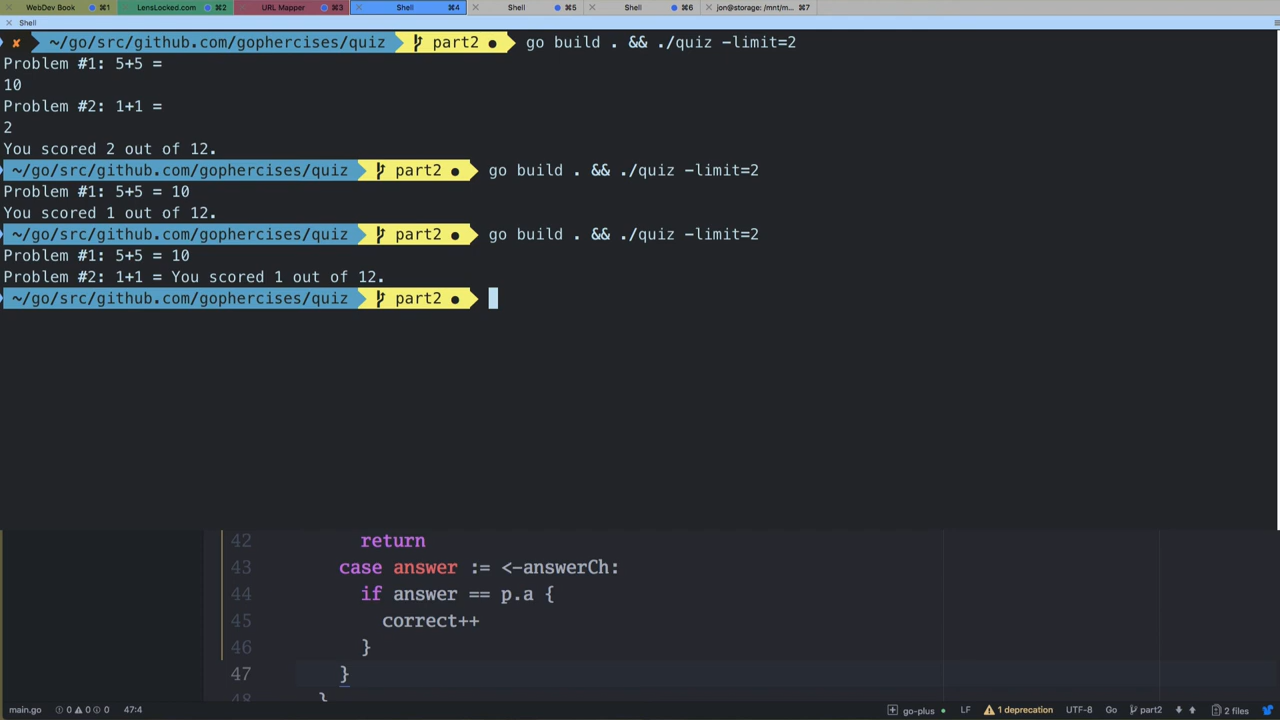 WebDev Book ⌘1 LensLocked.com ⌘2 URL Mapper ⌘3 Shell ⌘4 Shell ⌘5 Shell ⌘6 jon@storage: /mnt/m... ⌘7
Shell
✘ ~/go/src/github.com/gophercises/quiz part2 ● go build . && ./quiz -limit=2
Problem #1: 5+5 =
10
Problem #2: 1+1 =
2
You scored 2 out of 12.
~/go/src/github.com/gophercises/quiz part2 ● go build . && ./quiz -limit=2
Problem #1: 5+5 = 10
You scored 1 out of 12.
~/go/src/github.com/gophercises/quiz part2 ● go build . && ./quiz -limit=2
Problem #1: 5+5 = 10
Problem #2: 1+1 = You scored 1 out of 12.
~/go/src/github.com/gophercises/quiz part2 ●
42 return
43 case answer := <-answerCh:
44 if answer == p.a {
45 correct++
46 }
47 }
48 }
main.go 0 0 0 47:4 go-plus LF 1 deprecation UTF-8 Go part2 2 files